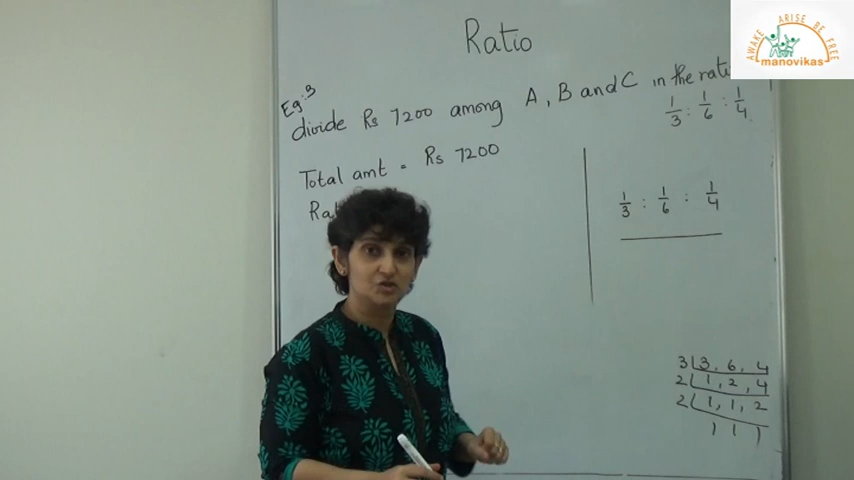 AWAKE ARISE BE FREE
manovikas
Ratio
Eg:3
divide Rs 7200 among A, B and C in the
1/3 : 1/6 : 1/4
Total amt = Rs 7200
1/3 : 1/6 : 1/4
3 | 3, 6, 4
2 | 1, 2, 4
2 | 1, 1, 2
1 1 1